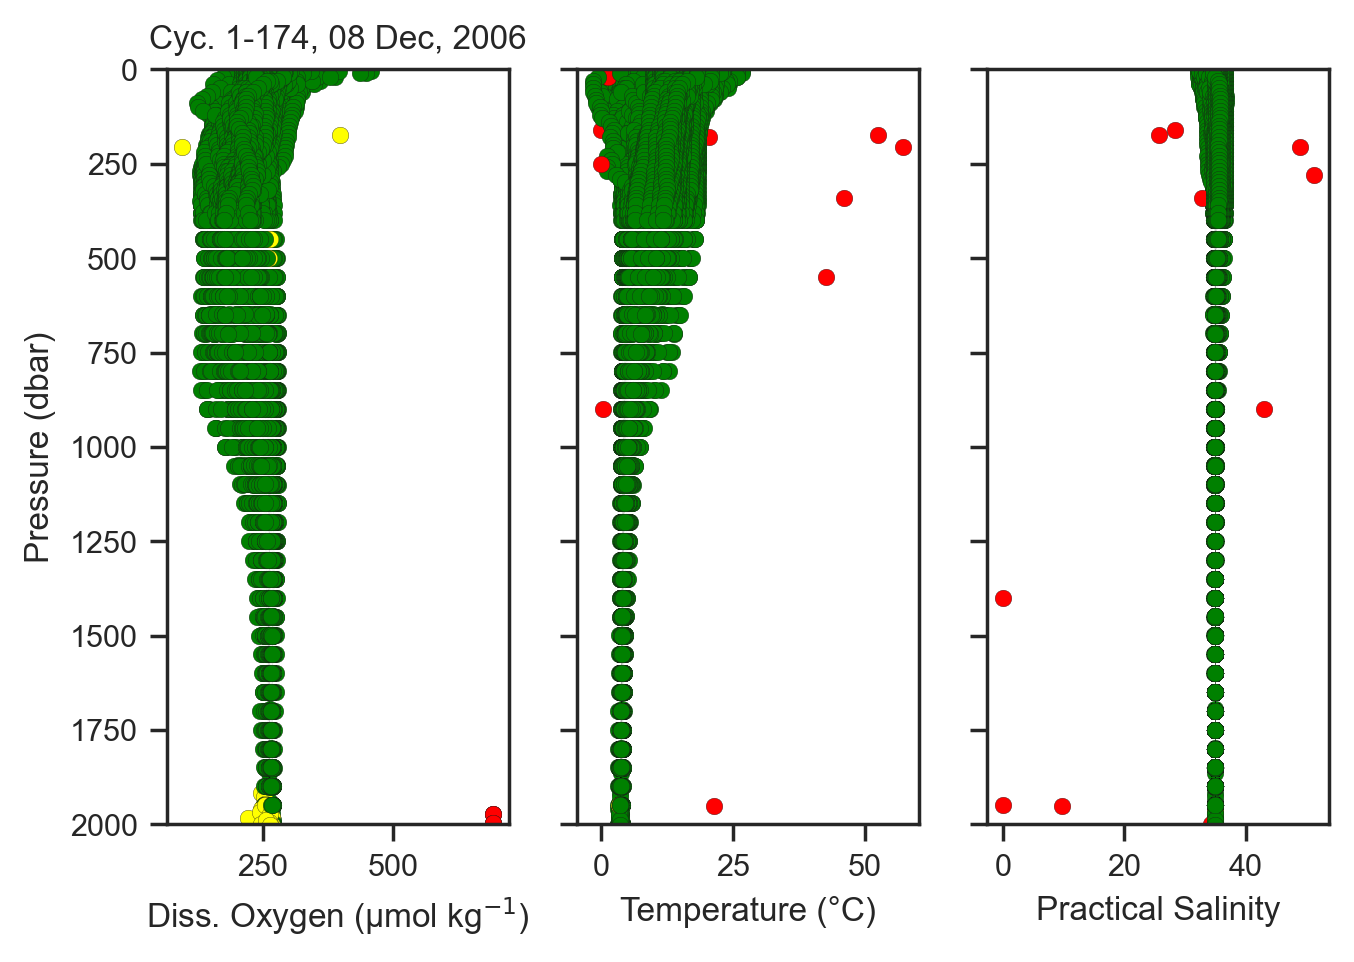 Cyc. 1-174, 08 Dec, 2006
0
250
500
750
1000
1250
1500
1750
2000
Pressure (dbar)
250 500
0 25 50
0 20 40
Diss. Oxygen (µmol kg⁻¹)
Temperature (°C)
Practical Salinity